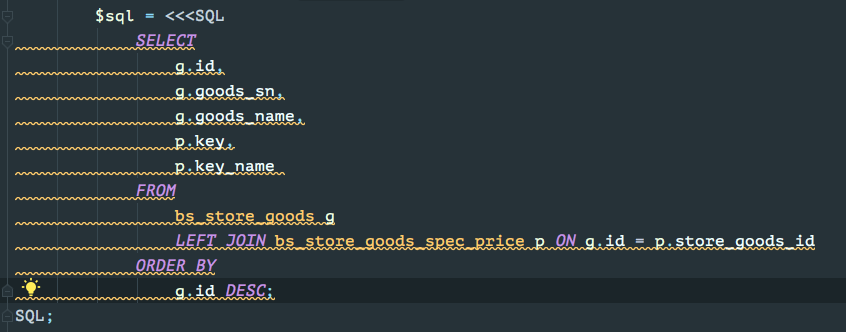 $sql = <<<SQL
SELECT
g.id,
g.goods_sn,
g.goods_name,
p.key,
p.key_name
FROM
bs_store_goods g
LEFT JOIN bs_store_goods_spec_price p ON g.id = p.store_goods_id
ORDER BY
g.id DESC;
SQL;